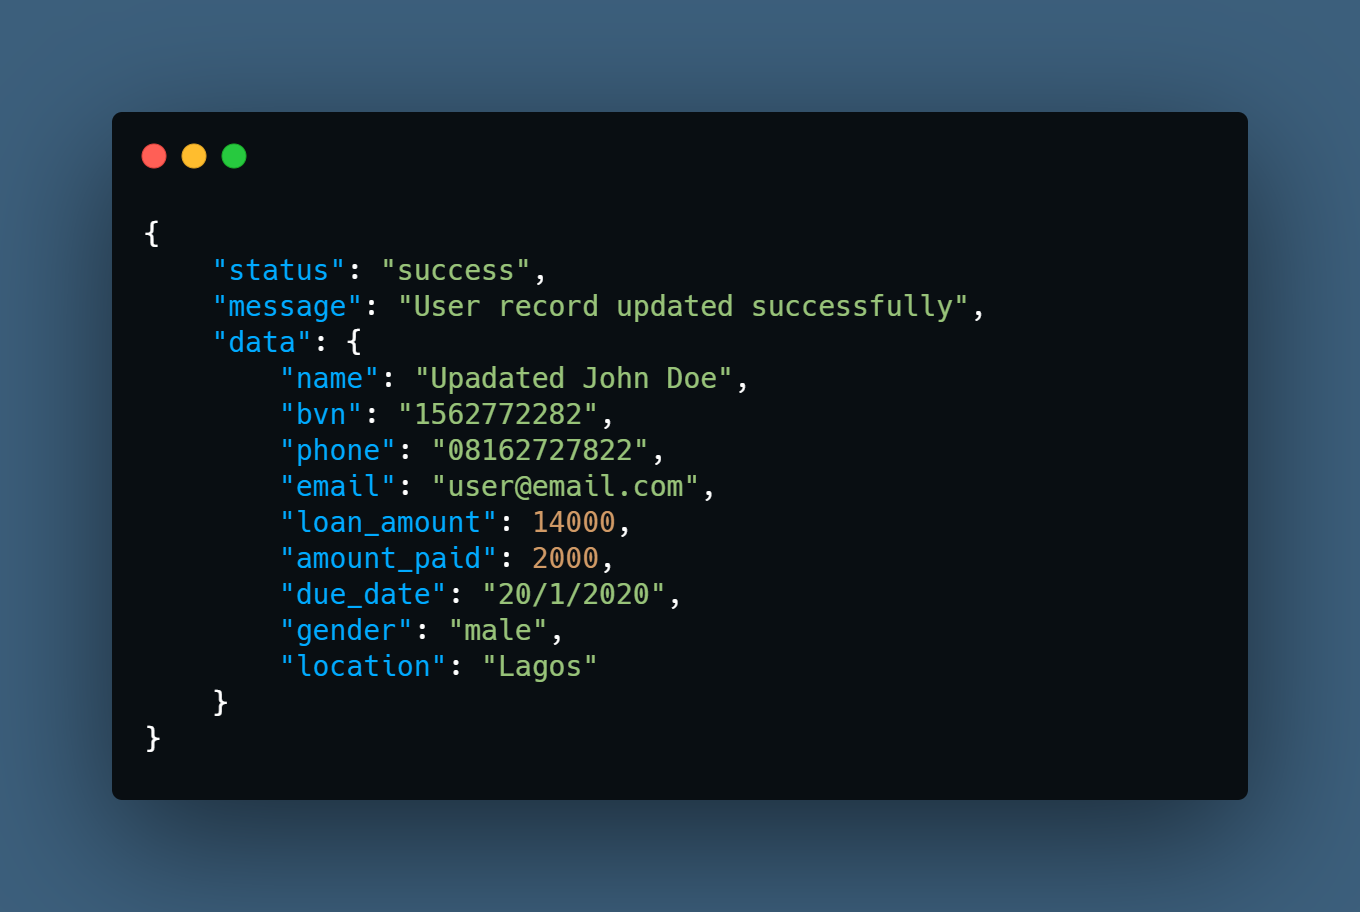 {
    "status": "success",
    "message": "User record updated successfully",
    "data": {
        "name": "Upadated John Doe",
        "bvn": "1562772282",
        "phone": "08162727822",
        "email": "user@email.com",
        "loan_amount": 14000,
        "amount_paid": 2000,
        "due_date": "20/1/2020",
        "gender": "male",
        "location": "Lagos"
    }
}